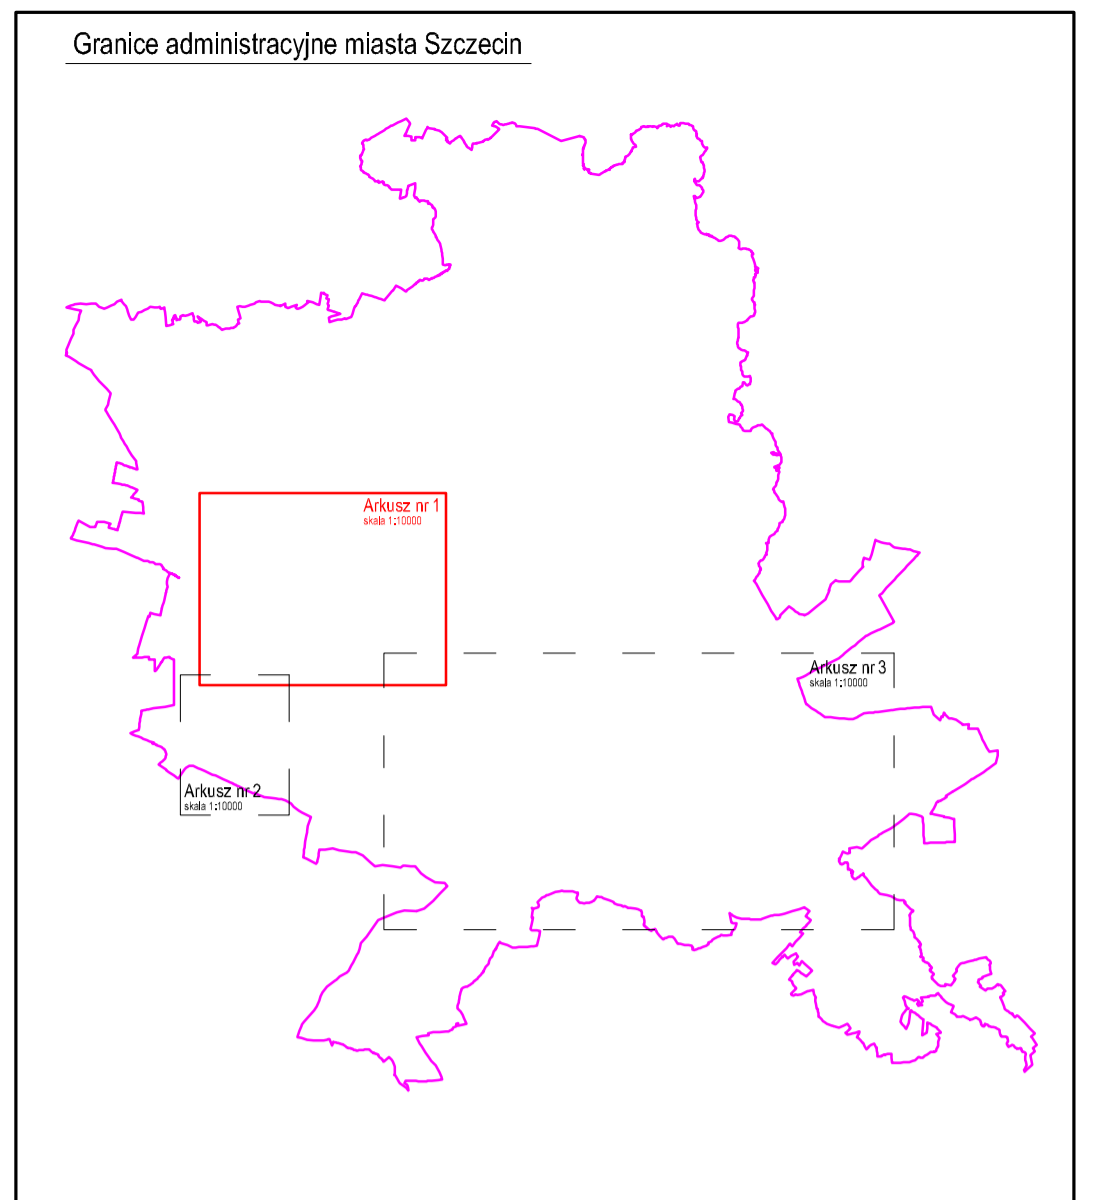 Granice administracyjne miasta Szczecin
Arkusz nr 1
skala 1:10000
Arkusz nr 3
skala 1:10000
Arkusz nr 2
skala 1:10000